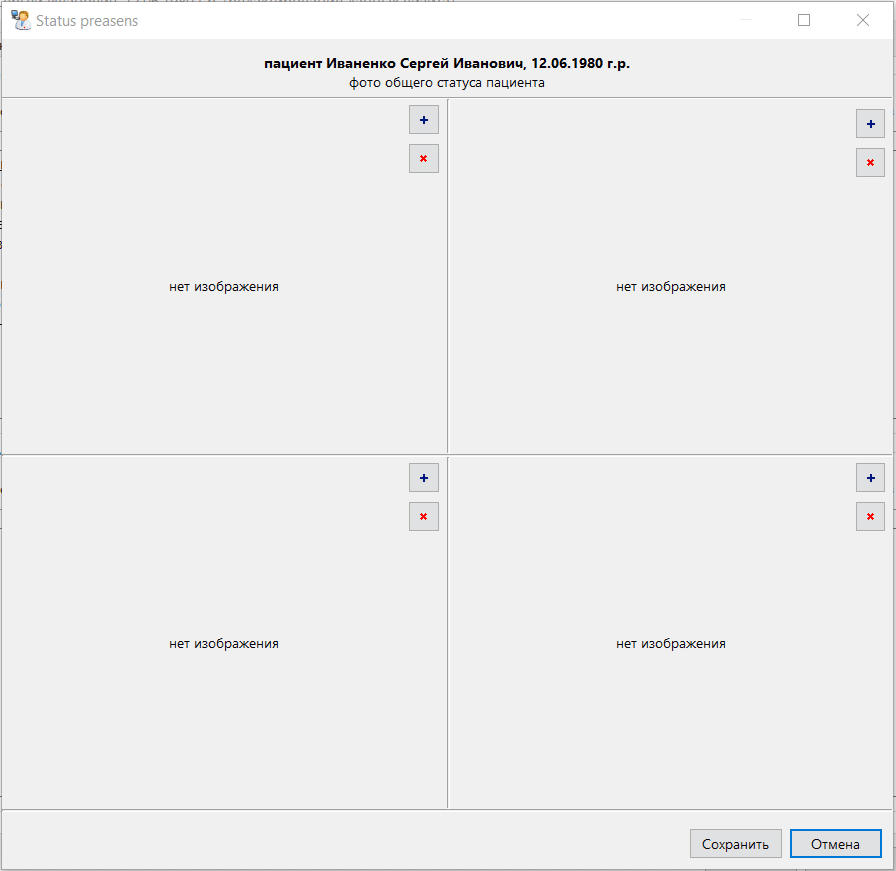 Status preasens
пациент Иваненко Сергей Иванович, 12.06.1980 г.р.
фото общего статуса пациента
нет изображения
нет изображения
нет изображения
нет изображения
Сохранить
Отмена